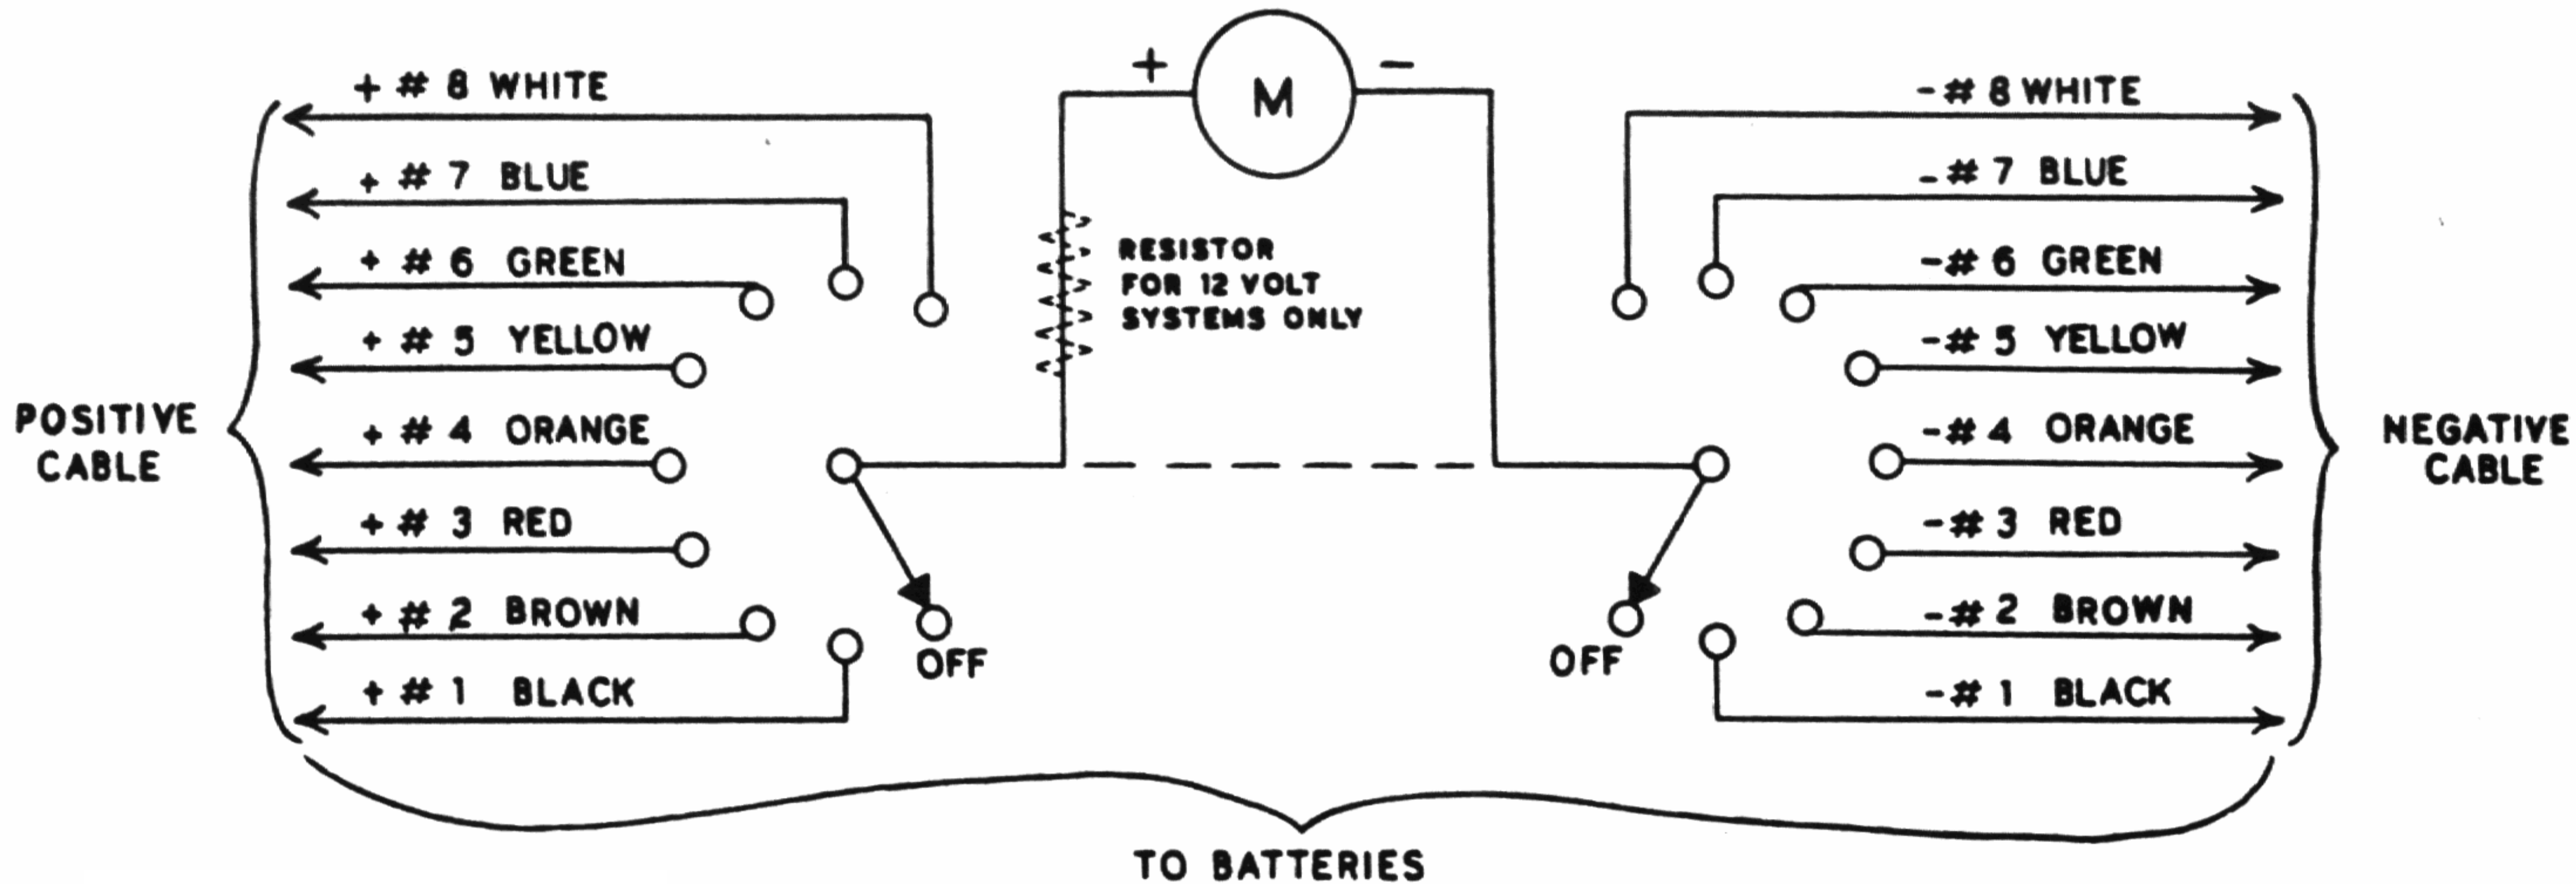 + # 8 WHITE
+ # 7 BLUE
+ # 6 GREEN
+ # 5 YELLOW
+ # 4 ORANGE
+ # 3 RED
+ # 2 BROWN
+ # 1 BLACK
POSITIVE
CABLE
OFF
+
M
-
RESISTOR
FOR 12 VOLT
SYSTEMS ONLY
-# 8 WHITE
-# 7 BLUE
-# 6 GREEN
-# 5 YELLOW
-# 4 ORANGE
-# 3 RED
-# 2 BROWN
-# 1 BLACK
OFF
NEGATIVE
CABLE
TO BATTERIES